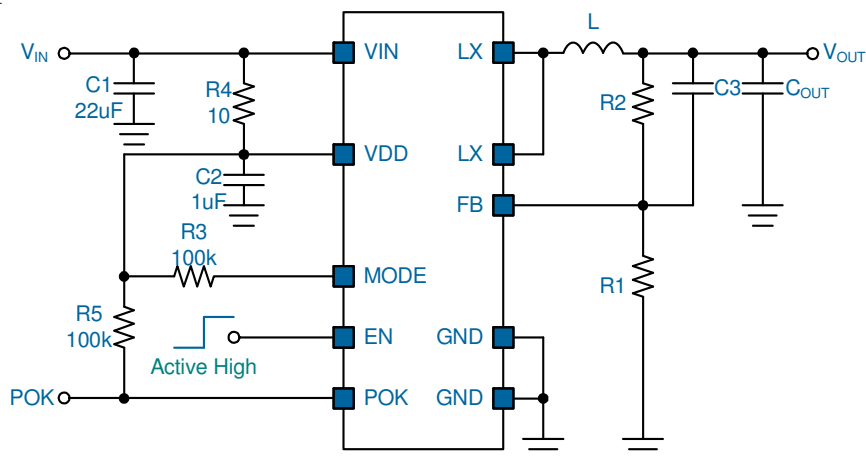 L
VIN VIN LX VOUT
C1 22uF
R4 10
R2
C3 COUT
VDD LX
C2 1uF
FB
R3 100k
MODE
R1
R5 100k
EN GND
Active High
POK POK GND